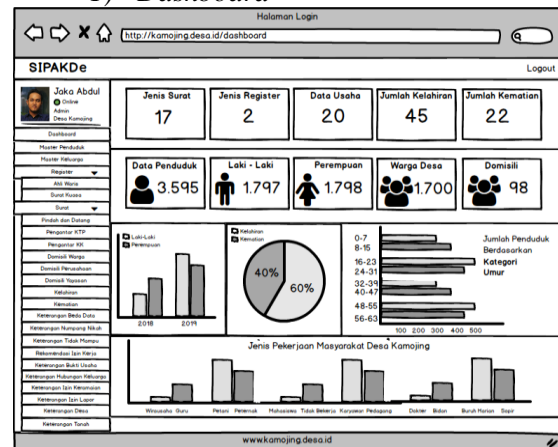 1) Dashboard
Halaman Login
http://kamojing.desa.id/dashboard
SIPAKDe
Logout
Jaka Abdul
Online
Admin
Desa Kamojing
Dashboard
Master Penduduk
Master Keluarga
Register
Ahli Waris
Surat Kuasa
Surat
Pindah dan Datang
Pengantar KTP
Pengantar KK
Domisili Warga
Domisili Perusahaan
Domisili Yayasan
Kelahiran
Kematian
Keterangan Beda Data
Keterangan Numpang Nikah
Keterangan Tidak Mampu
Rekomendasi Izin Kerja
Keterangan Bukti Usaha
Keterangan Hubungan Keluarga
Keterangan Izin Keramaian
Keterangan Izin Lapor
Keterangan Desa
Keterangan Tanah
Jenis Surat
17
Jenis Register
2
Data Usaha
20
Jumlah Kelahiran
45
Jumlah Kematian
22
Data Penduduk
3.595
Laki - Laki
1.797
Perempuan
1.798
Warga Desa
1.700
Domisili
98
Laki-Laki
Perempuan
2018 2019
Kelahiran
Kematian
40%
60%
0-7
8-15
16-23
24-31
32-39
40-47
48-55
56-63
100 200 300 400 500
Jumlah Penduduk
Berdasarkan
Kategori
Umur
Jenis Pekerjaan Masyarakat Desa Kamojing
Wirausaha Guru Petani Peternak Mahasiswa Tidak Bekerja Karyawan Pedagang Dokter Bidan Buruh Harian Supir
www.kamojing.desa.id